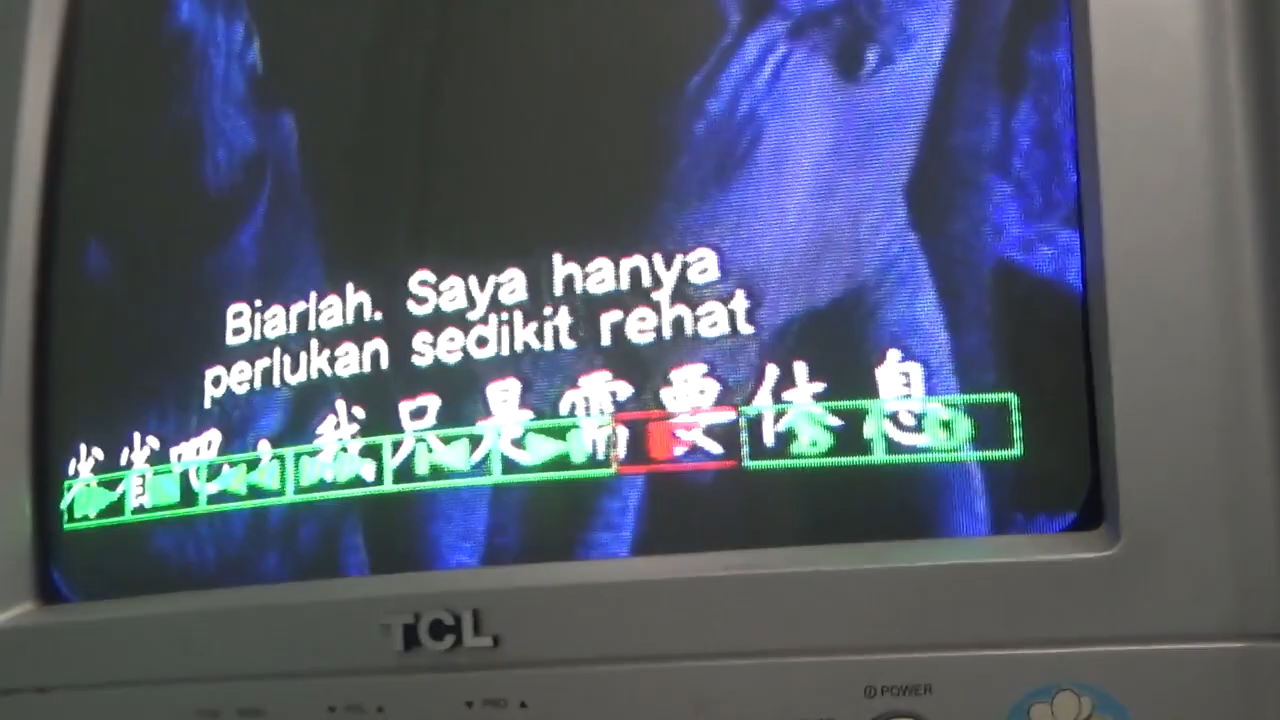 Biarlah. Saya hanya
perlukan sedikit rehat
省省吧,我只是需要休息
TCL
POWER